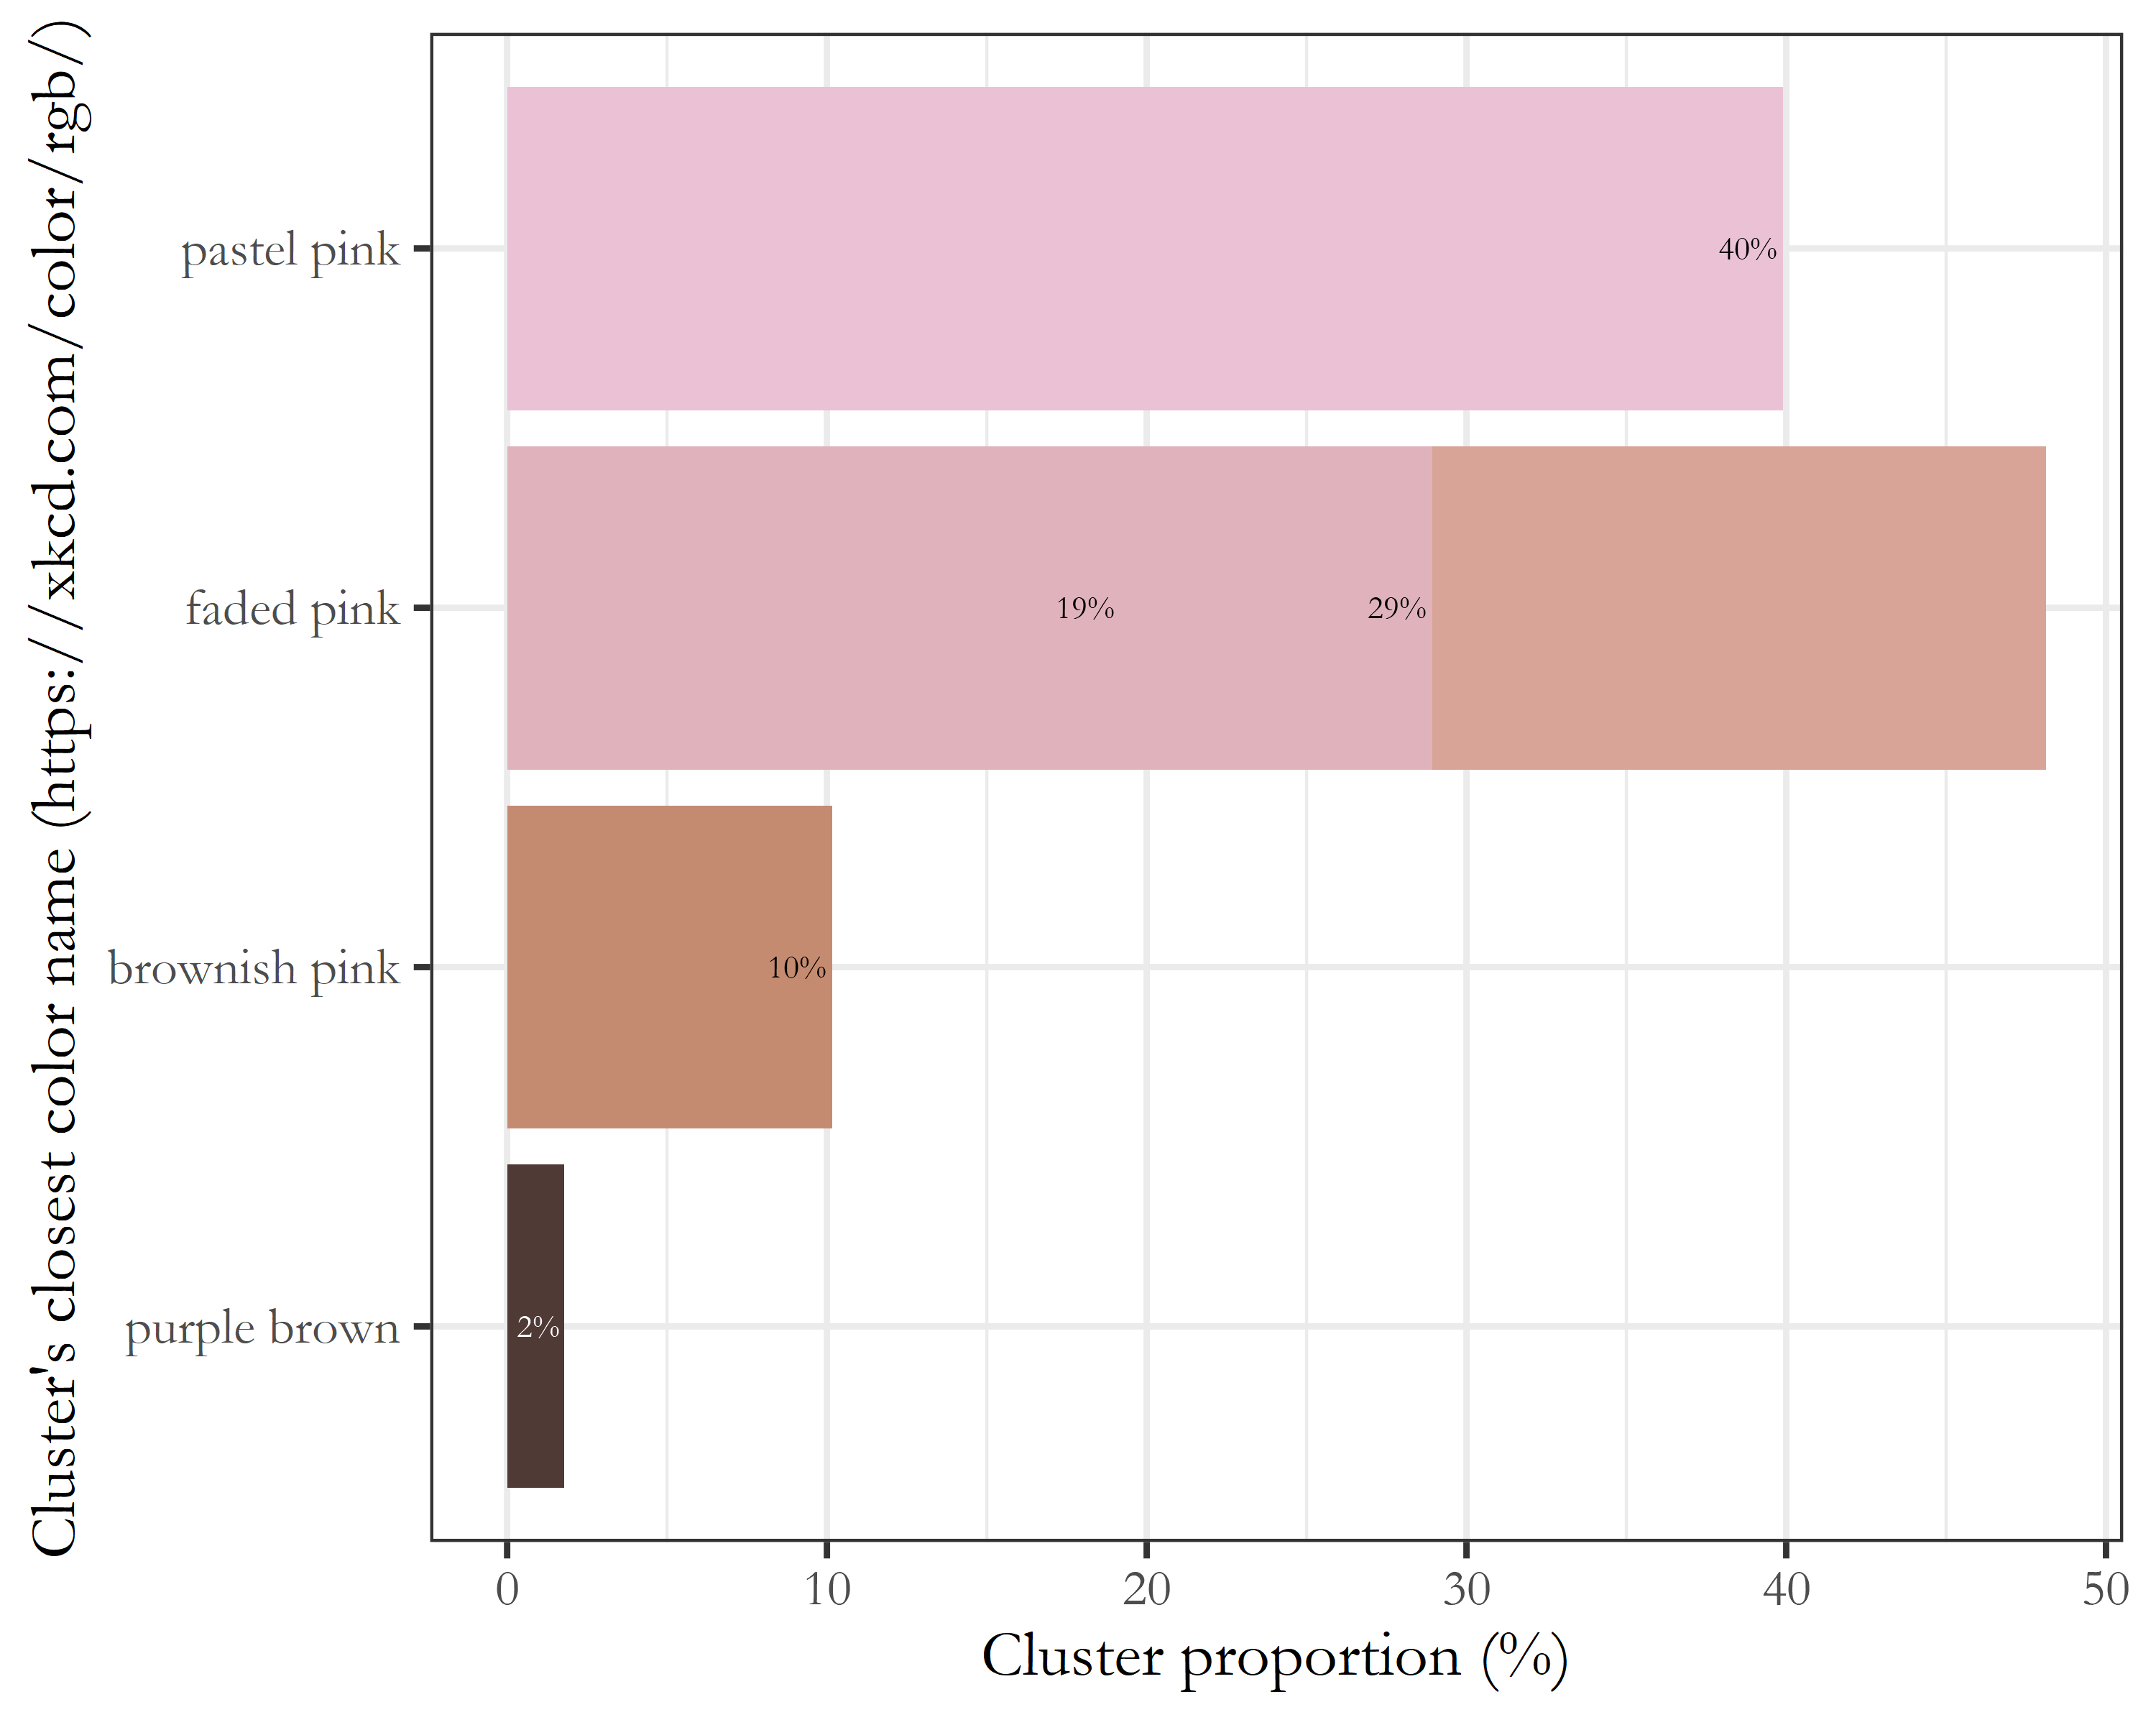 Cluster's closest color name (https://xkcd.com/color/rgb/)
pastel pink
40%
faded pink
19%
29%
brownish pink
10%
purple brown
2%
0 10 20 30 40 50
Cluster proportion (%)